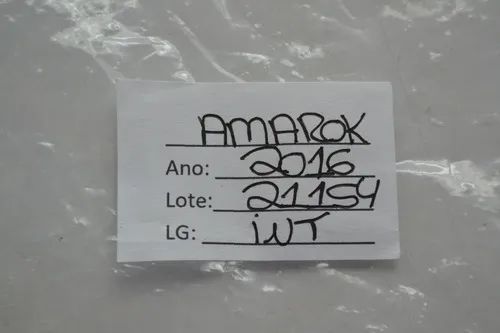 AMAROK
Ano: 2016
Lote: 21154
LG: iNT